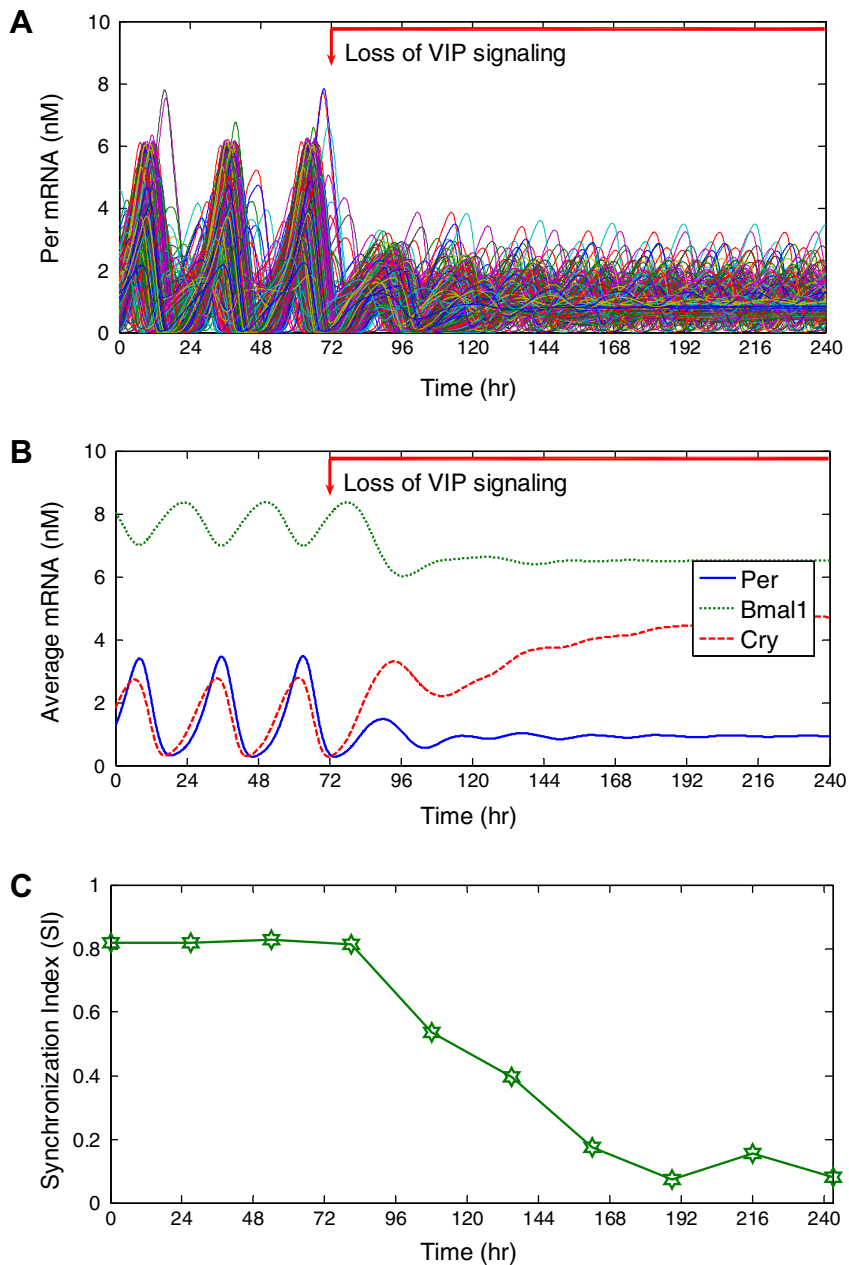 A
Per mRNA (nM)
10
8
6
4
2
0
Loss of VIP signaling
0 24 48 72 96 120 144 168 192 216 240
Time (hr)
B
Average mRNA (nM)
10
8
6
4
2
0
Loss of VIP signaling
Per
Bmal1
Cry
0 24 48 72 96 120 144 168 192 216 240
Time (hr)
C
Synchronization Index (SI)
1
0.8
0.6
0.4
0.2
0
0 24 48 72 96 120 144 168 192 216 240
Time (hr)